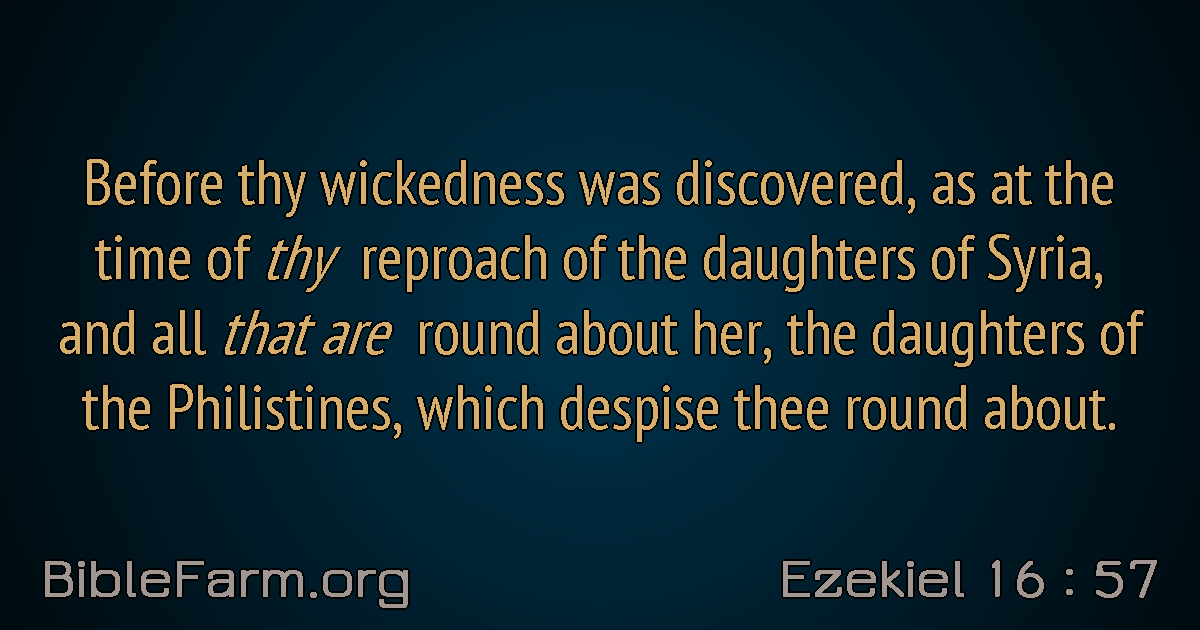 Before thy wickedness was discovered, as at the
time of thy reproach of the daughters of Syria,
and all that are round about her, the daughters of
the Philistines, which despise thee round about.
BibleFarm.org
Ezekiel 16 : 57